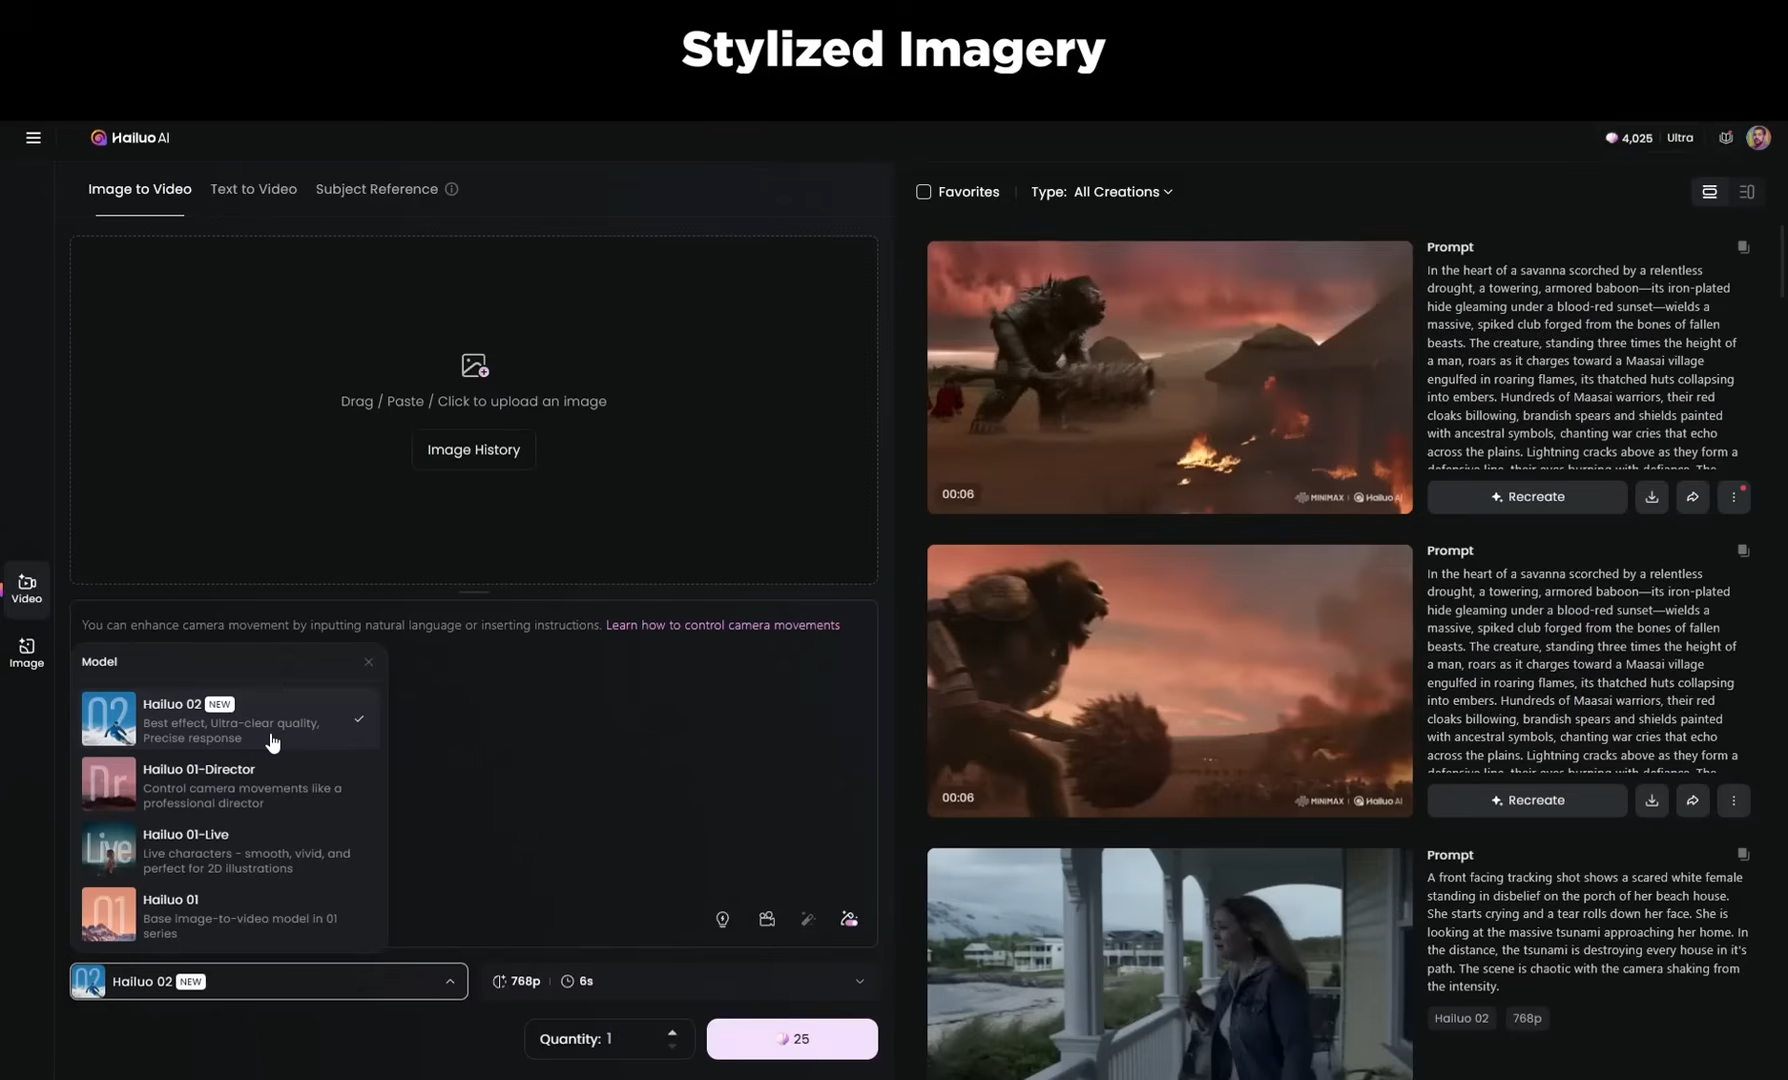 Stylized Imagery
Hailuo AI
4,025 Ultra
Image to Video Text to Video Subject Reference
Favorites Type: All Creations
Drag / Paste / Click to upload an image
Image History
Video
Image
You can enhance camera movement by inputting natural language or inserting instructions. Learn how to control camera movements
Model
Hailuo 02 NEW
Best effect, Ultra-clear quality,
Precise response
Hailuo 01-Director
Control camera movements like a
professional director
Hailuo 01-Live
Live characters - smooth, vivid, and
perfect for 2D illustrations
Hailuo 01
Base image-to-video model in 01
series
Hailuo 02 NEW
768p 6s
Quantity: 1
25
00:06
MINIMAX | Hailuo AI
Prompt
In the heart of a savanna scorched by a relentless
drought, a towering, armored baboon—its iron-plated
hide gleaming under a blood-red sunset—wields a
massive, spiked club forged from the bones of fallen
beasts. The creature, standing three times the height of
a man, roars as it charges toward a Maasai village
engulfed in roaring flames, its thatched huts collapsing
into embers. Hundreds of Maasai warriors, their red
cloaks billowing, brandish spears and shields painted
with ancestral symbols, chanting war cries that echo
across the plains. Lightning cracks above as they form a
defensive line, their eyes burning with defiance. The
Recreate
00:06
MINIMAX | Hailuo AI
Prompt
In the heart of a savanna scorched by a relentless
drought, a towering, armored baboon—its iron-plated
hide gleaming under a blood-red sunset—wields a
massive, spiked club forged from the bones of fallen
beasts. The creature, standing three times the height of
a man, roars as it charges toward a Maasai village
engulfed in roaring flames, its thatched huts collapsing
into embers. Hundreds of Maasai warriors, their red
cloaks billowing, brandish spears and shields painted
with ancestral symbols, chanting war cries that echo
across the plains. Lightning cracks above as they form a
defensive line, their eyes burning with defiance. The
Recreate
Prompt
A front facing tracking shot shows a scared white female
standing in disbelief on the porch of her beach house.
She starts crying and a tear rolls down her face. She is
looking at the massive tsunami approaching her home. In
the distance, the tsunami is destroying every house in it's
path. The scene is chaotic with the camera shaking from
the intensity.
Hailuo 02 768p